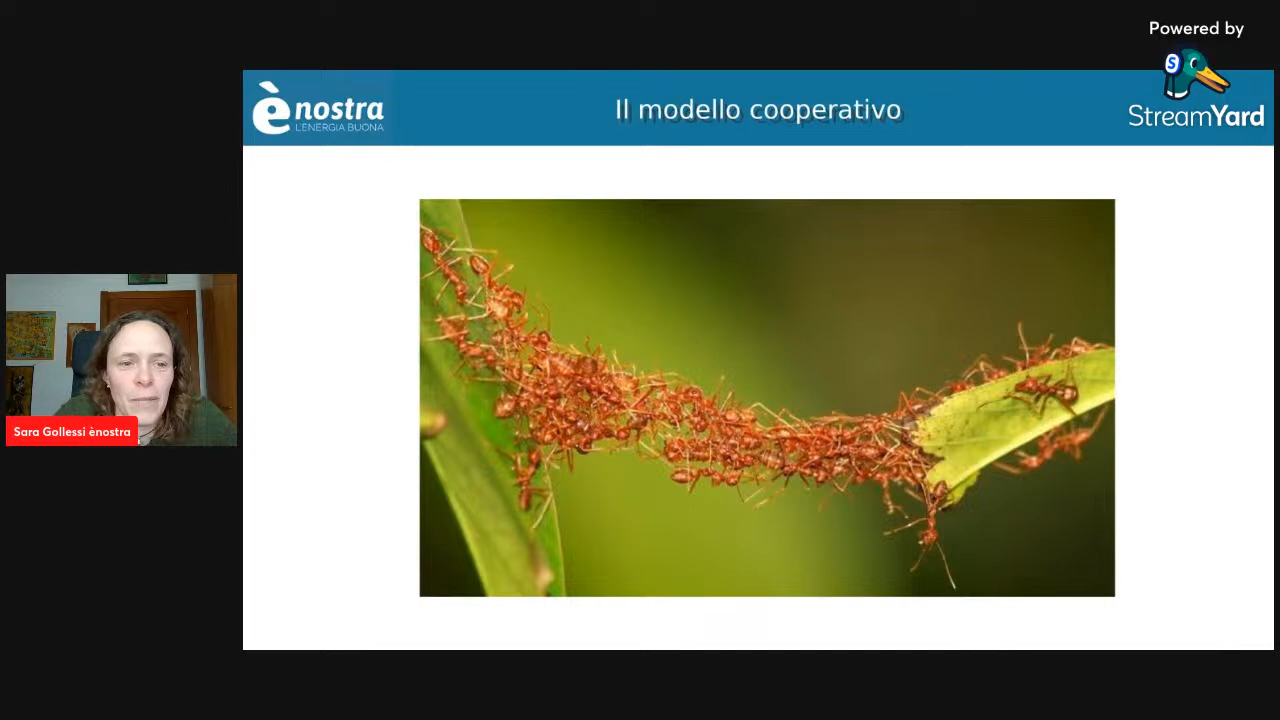 Powered by
StreamYard
ènostra
L'ENERGIA BUONA
Il modello cooperativo
Sara Gollessi ènostra